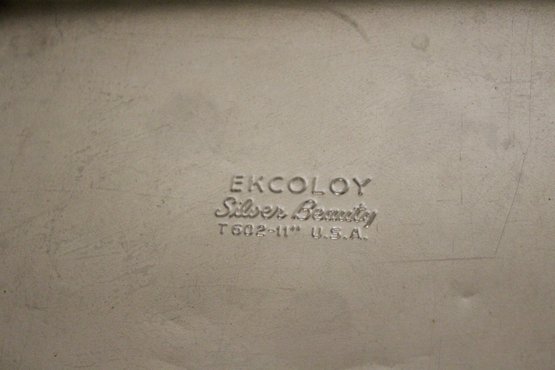 EKCOLOY
Silver Beauty
T602-11" U.S.A.